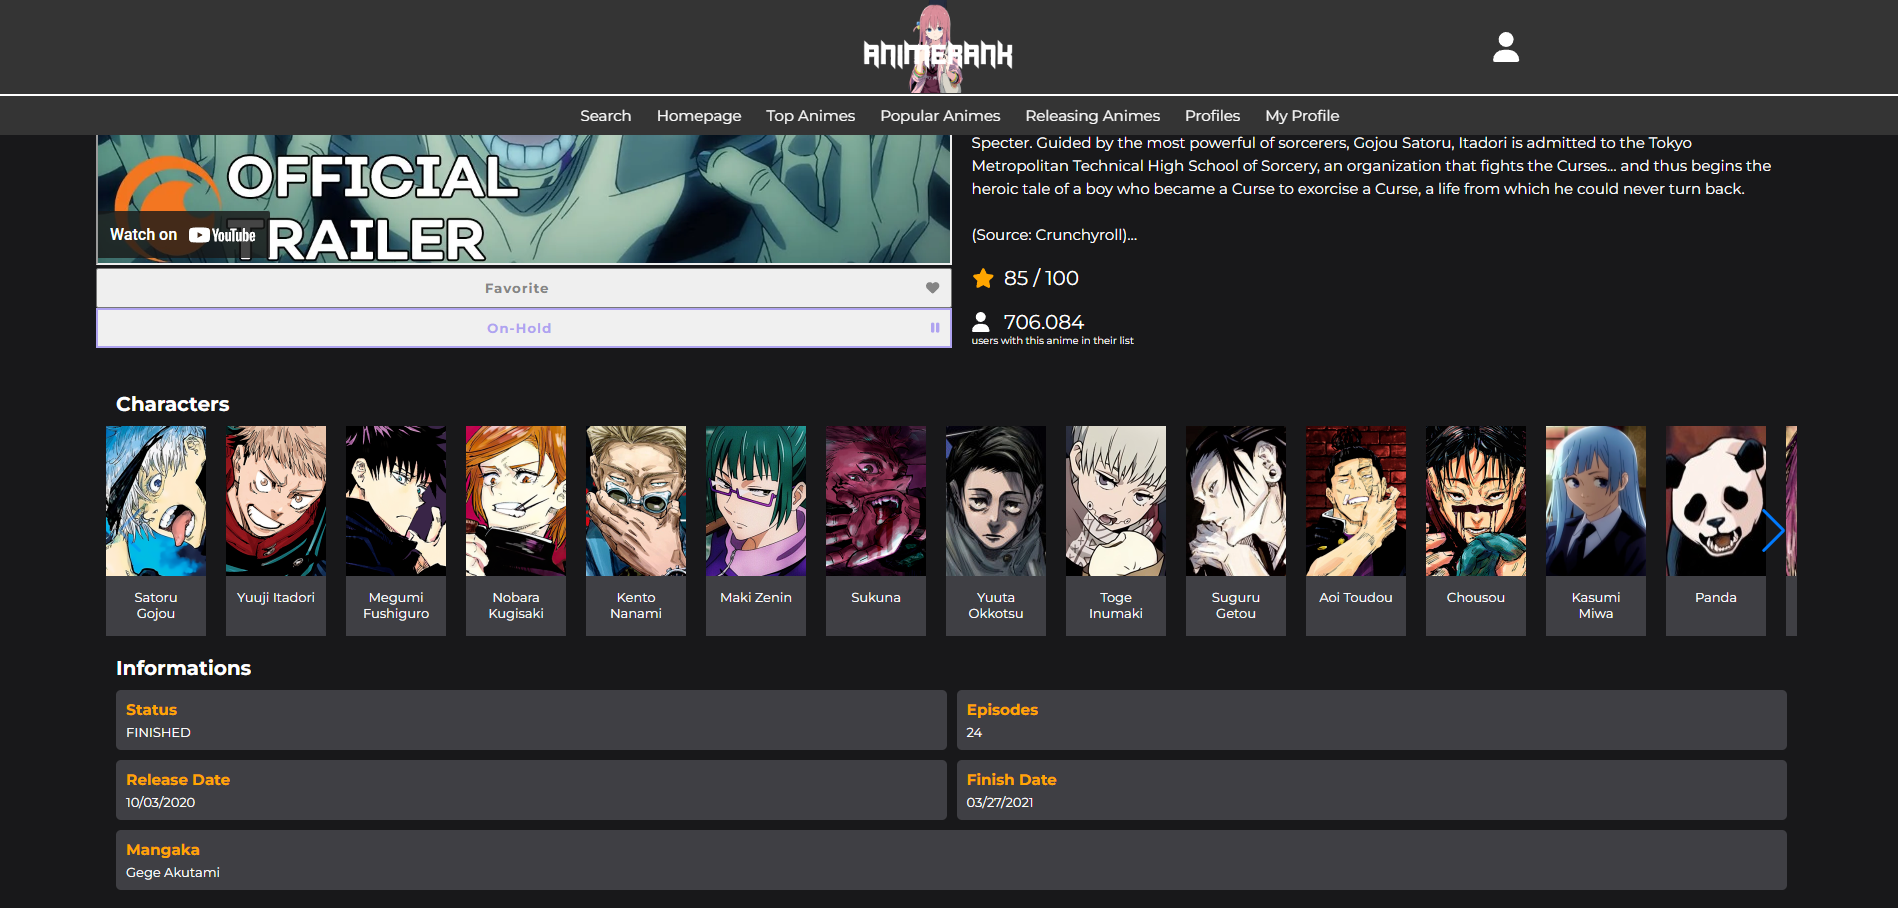 ANIMERANK
Search Homepage Top Animes Popular Animes Releasing Animes Profiles My Profile
OFFICIAL
TRAILER
Watch on YouTube
Favorite
On-Hold
Specter. Guided by the most powerful of sorcerers, Gojou Satoru, Itadori is admitted to the Tokyo
Metropolitan Technical High School of Sorcery, an organization that fights the Curses... and thus begins the
heroic tale of a boy who became a Curse to exorcise a Curse, a life from which he could never turn back.
(Source: Crunchyroll)...
85 / 100
706.084
users with this anime in their list
Characters
Satoru
Gojou
Yuuji Itadori
Megumi
Fushiguro
Nobara
Kugisaki
Kento
Nanami
Maki Zenin
Sukuna
Yuuta
Okkotsu
Toge
Inumaki
Suguru
Getou
Aoi Toudou
Chousou
Kasumi
Miwa
Panda
Informations
Status
FINISHED
Episodes
24
Release Date
10/03/2020
Finish Date
03/27/2021
Mangaka
Gege Akutami